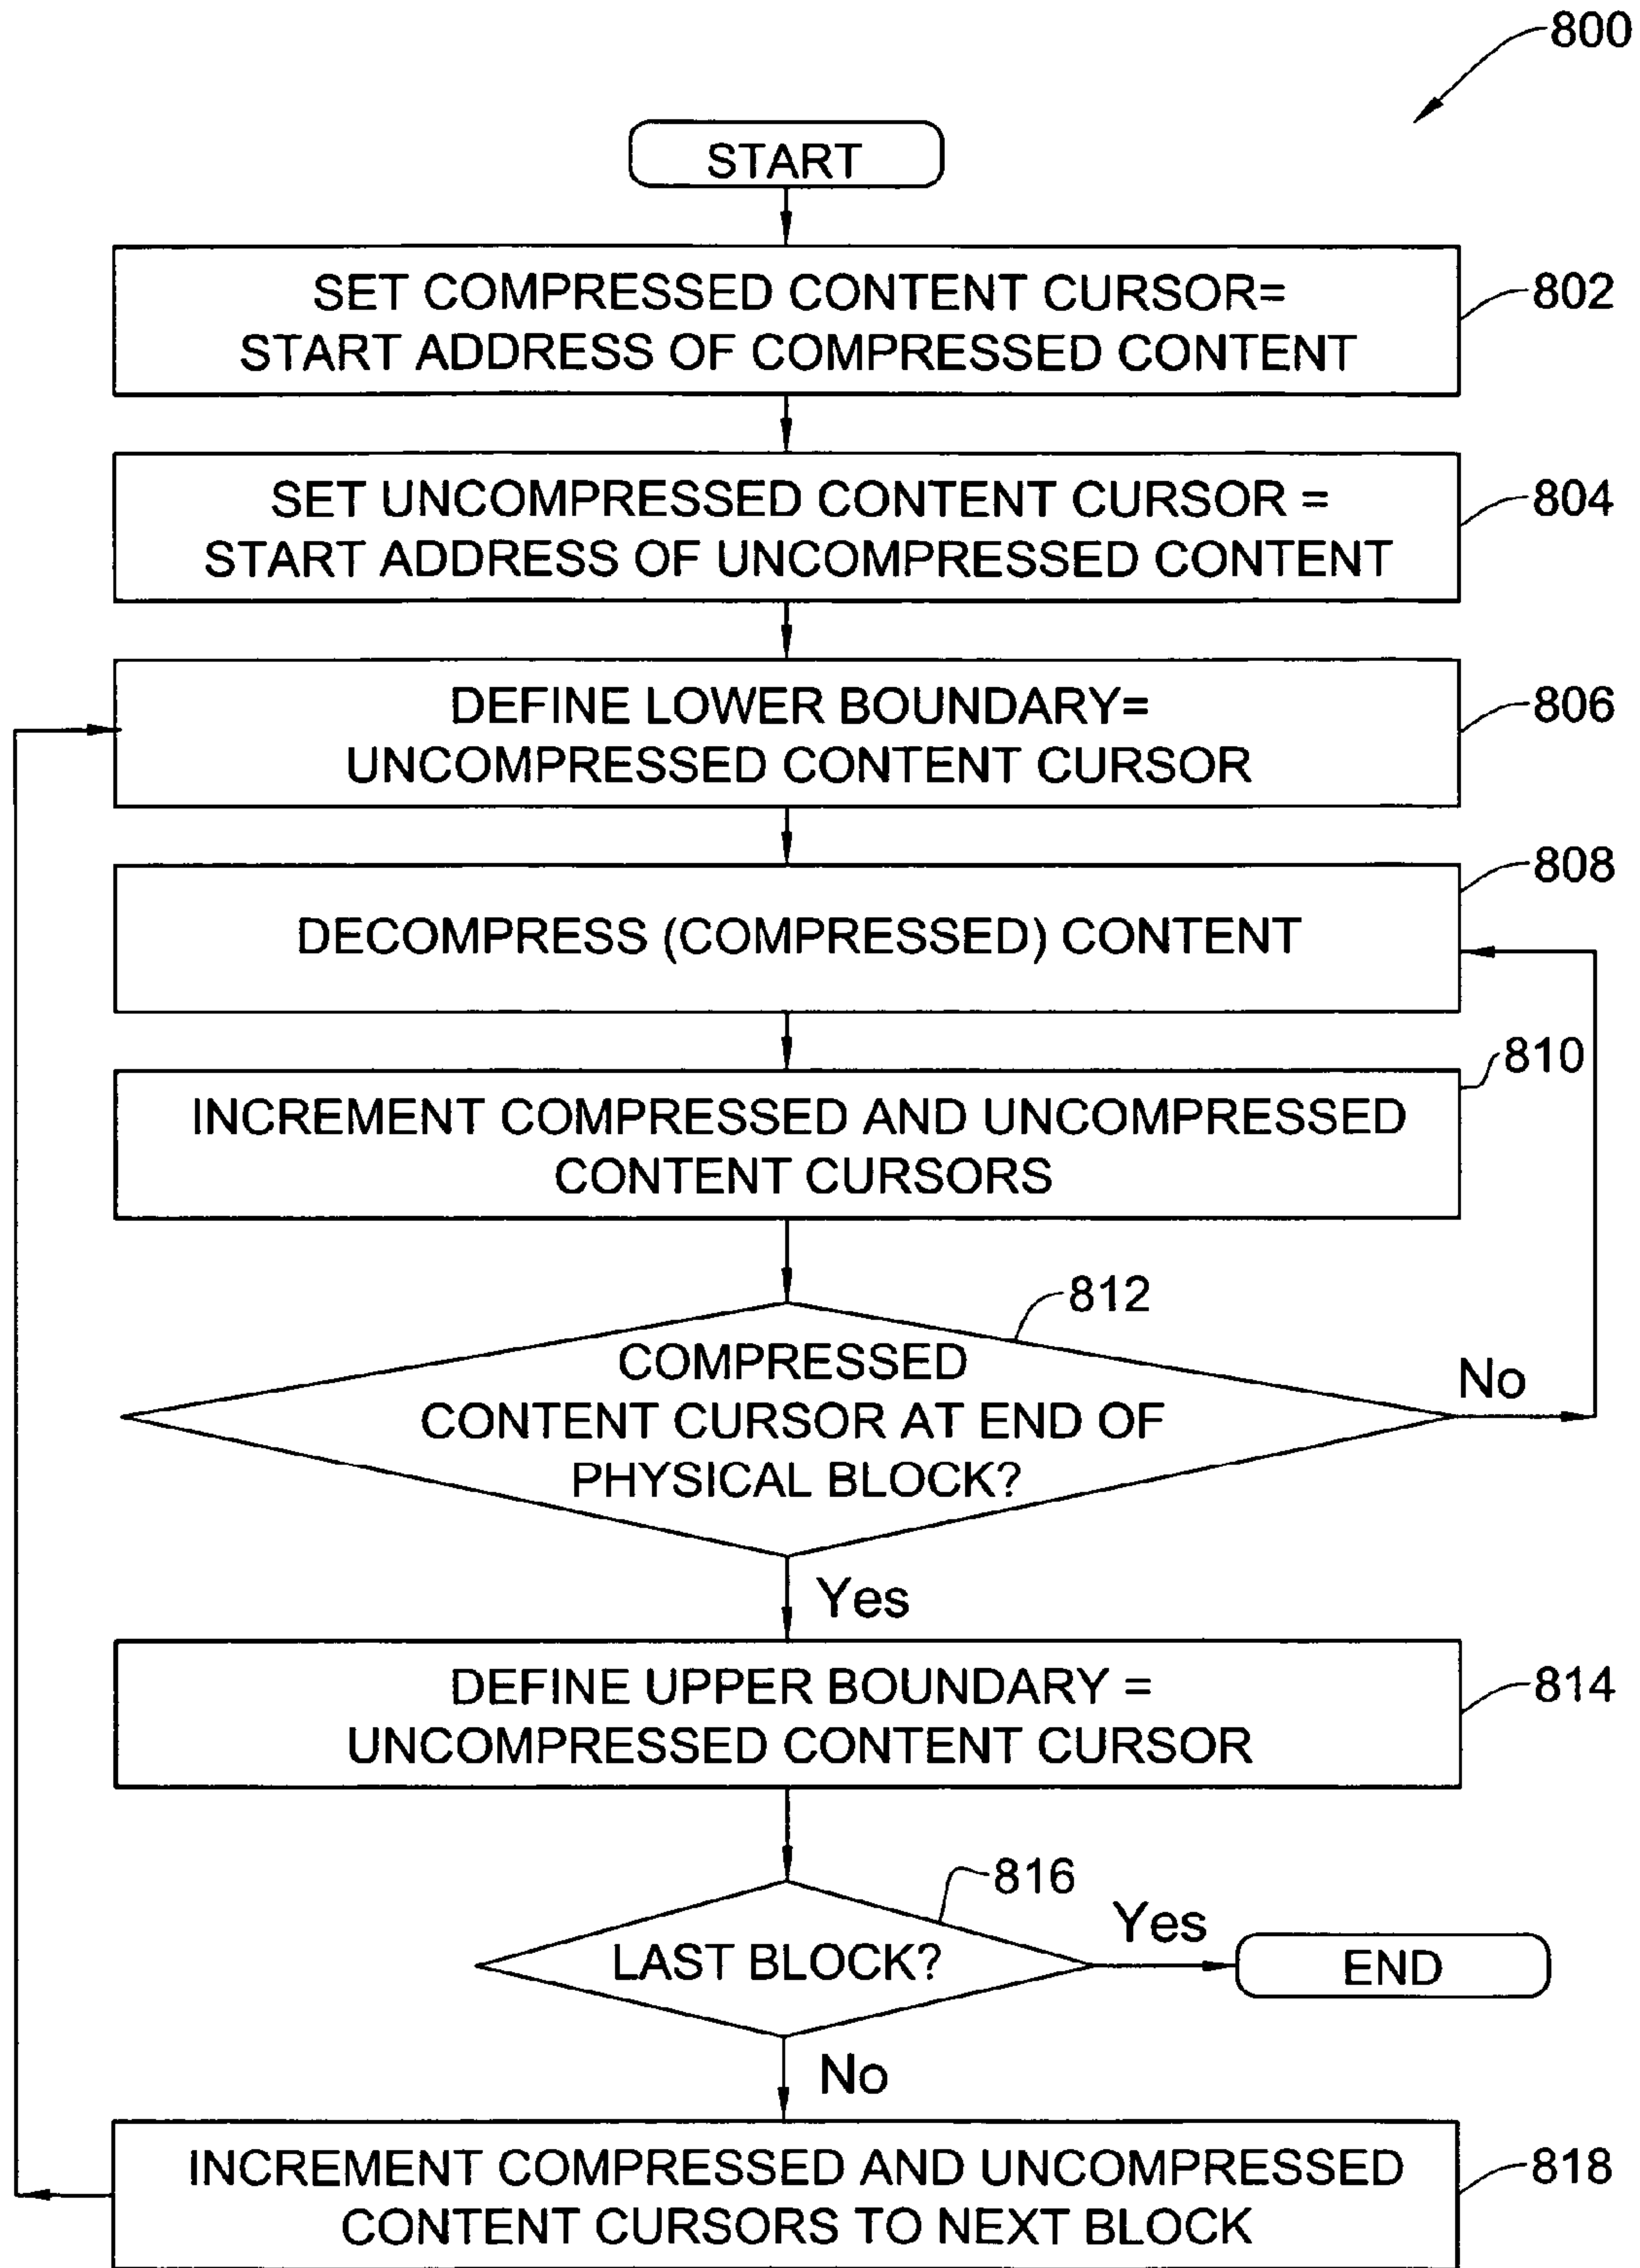 800
START
SET COMPRESSED CONTENT CURSOR=
START ADDRESS OF COMPRESSED CONTENT
802
SET UNCOMPRESSED CONTENT CURSOR =
START ADDRESS OF UNCOMPRESSED CONTENT
804
DEFINE LOWER BOUNDARY=
UNCOMPRESSED CONTENT CURSOR
806
DECOMPRESS (COMPRESSED) CONTENT
808
INCREMENT COMPRESSED AND UNCOMPRESSED
CONTENT CURSORS
810
812
COMPRESSED
CONTENT CURSOR AT END OF
PHYSICAL BLOCK?
No
Yes
DEFINE UPPER BOUNDARY =
UNCOMPRESSED CONTENT CURSOR
814
816
LAST BLOCK?
Yes
END
No
INCREMENT COMPRESSED AND UNCOMPRESSED
CONTENT CURSORS TO NEXT BLOCK
818